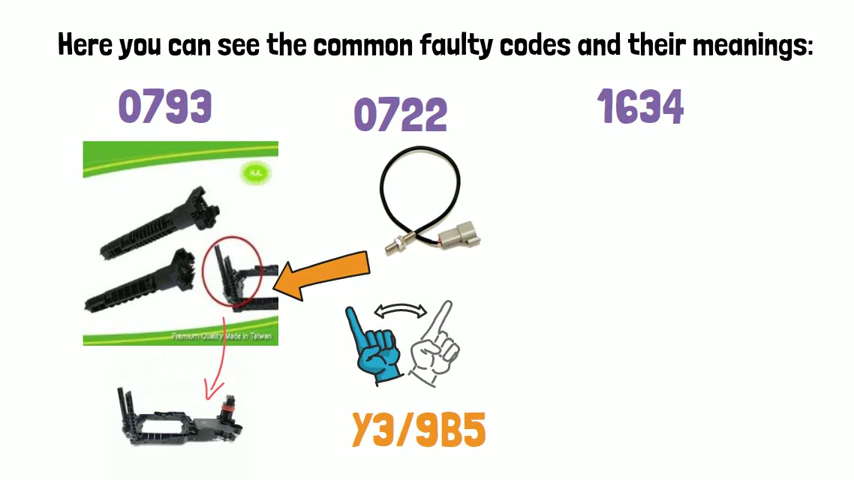 Here you can see the common faulty codes and their meanings:
0793
0722
1634
HJL
Premium Quality Made in Taiwan
Y3/9B5